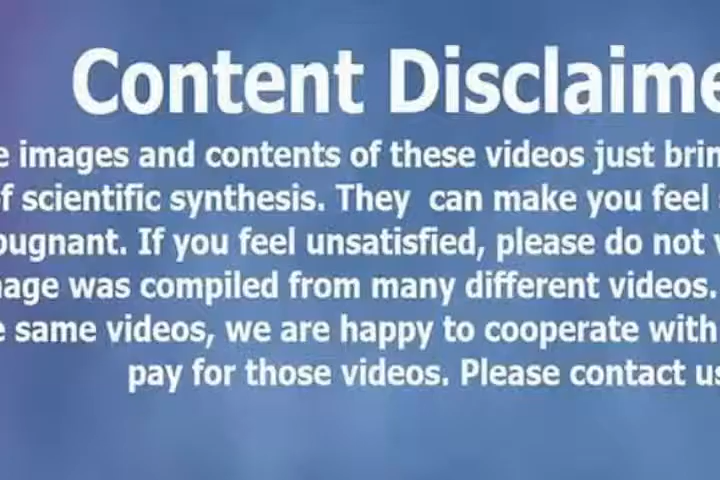 Content Disclaime
e images and contents of these videos just brin
f scientific synthesis. They can make you feel
pugnant. If you feel unsatisfied, please do not
age was compiled from many different videos.
e same videos, we are happy to cooperate with
pay for those videos. Please contact us